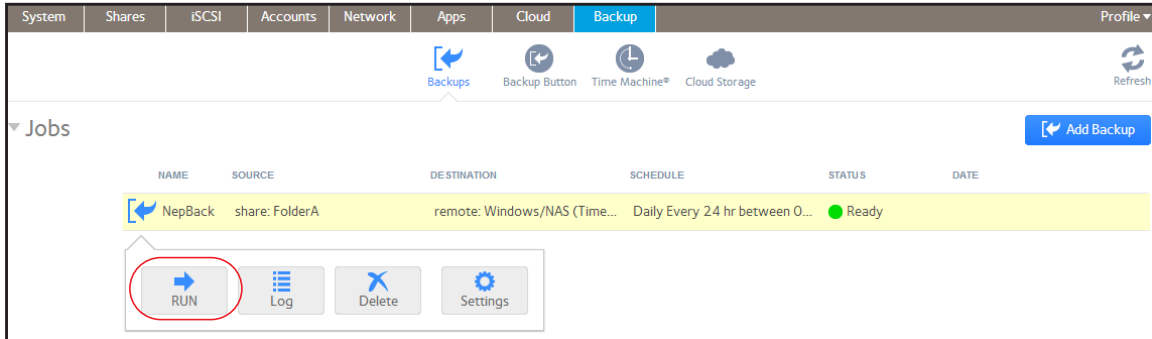 System Shares iSCSI Accounts Network Apps Cloud Backup Profile
Backups Backup Button Time Machine® Cloud Storage Refresh
Jobs Add Backup
NAME SOURCE DESTINATION SCHEDULE STATUS DATE
NepBack share: FolderA remote: Windows/NAS (Time... Daily Every 24 hr between 0... Ready
RUN Log Delete Settings